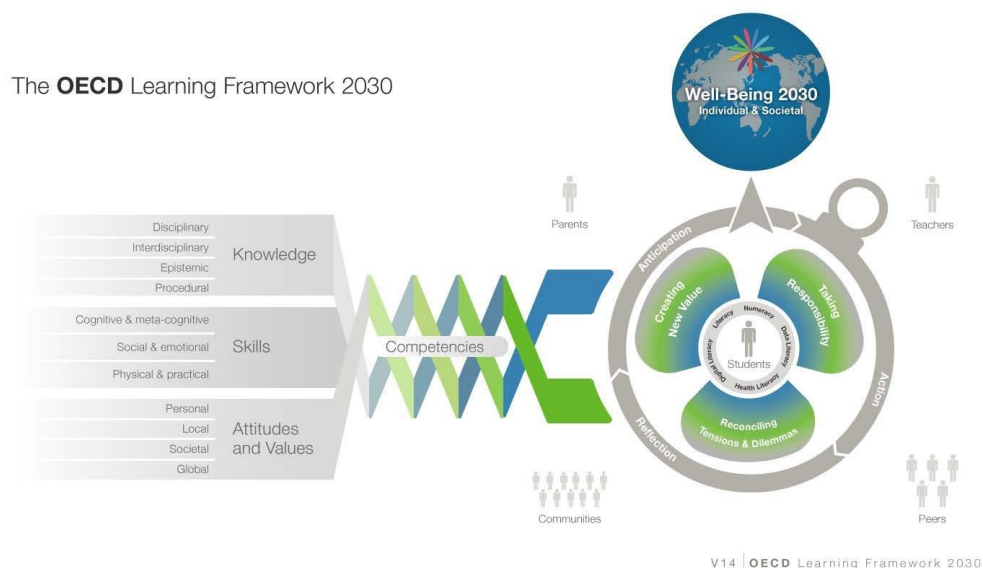 The OECD Learning Framework 2030
Well-Being 2030
Individual & Societal
Parents
Teachers
Disciplinary
Interdisciplinary
Epistemic
Procedural
Knowledge
Cognitive & meta-cognitive
Social & emotional
Physical & practical
Skills
Personal
Local
Societal
Global
Attitudes
and Values
Competencies
Anticipation
Action
Reflection
Creating
New Value
Taking
Responsibility
Reconciling
Tensions & Dilemmas
Literacy
Numeracy
Data Literacy
Health Literacy
Digital Literacy
Students
Communities
Peers
V14 | OECD Learning Framework 2030